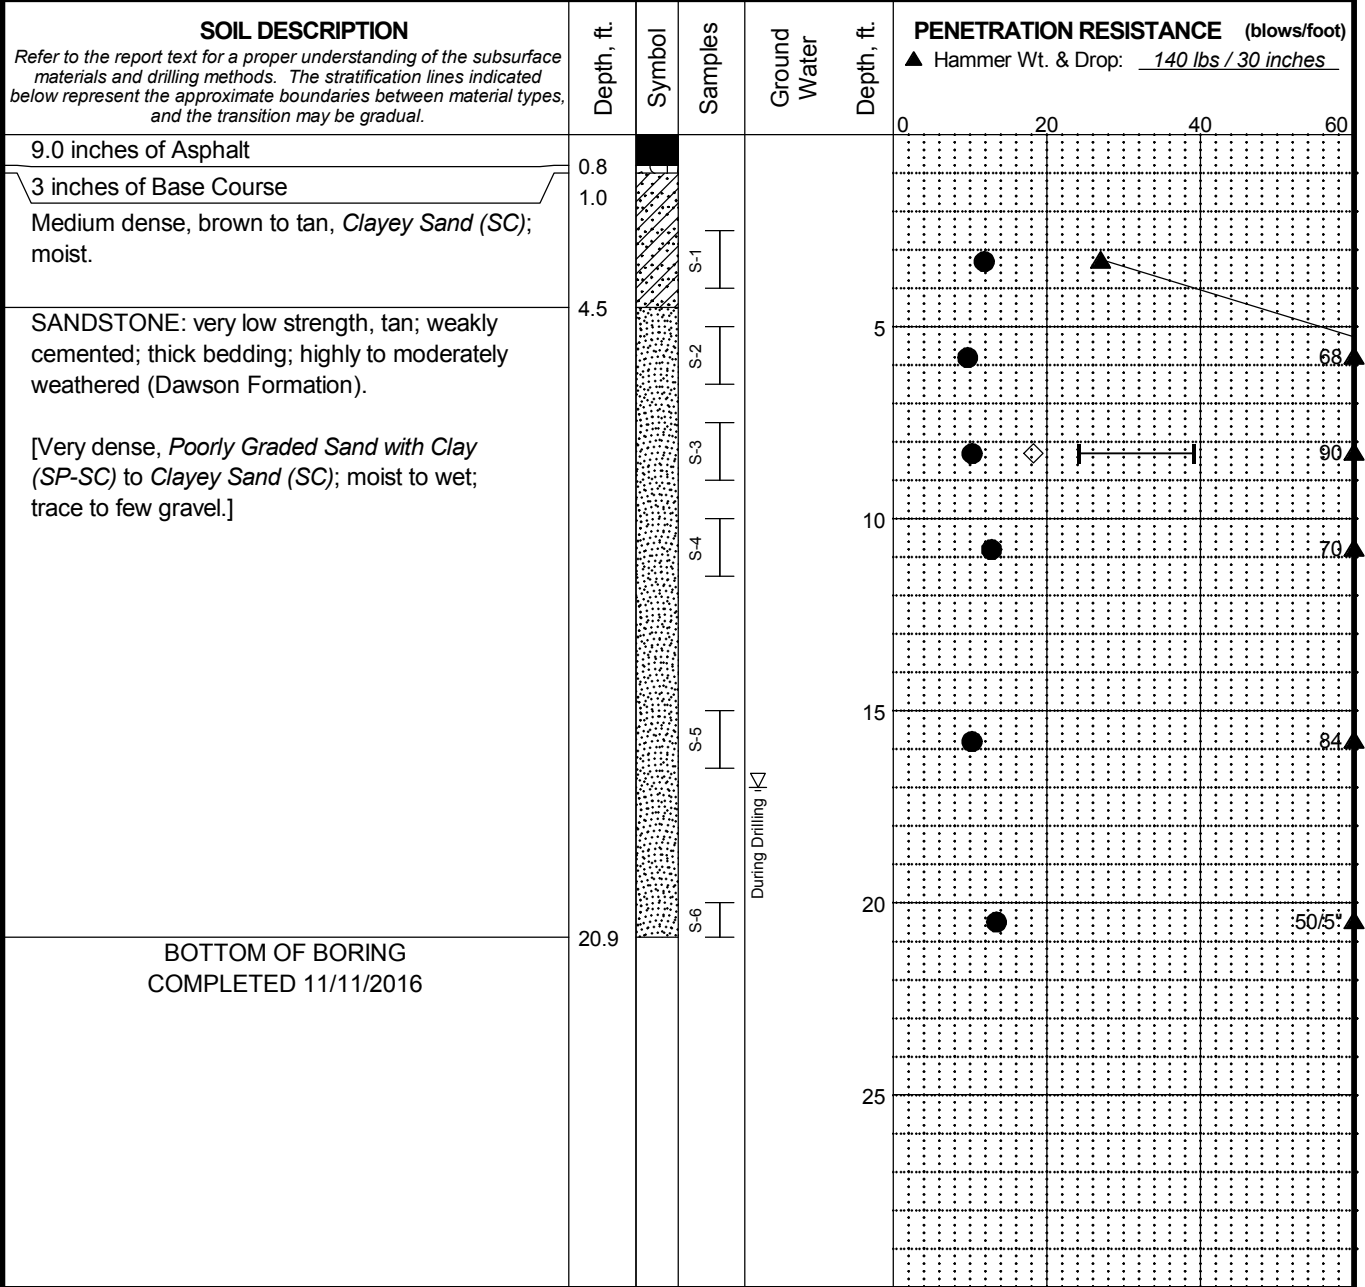 SOIL DESCRIPTION
Refer to the report text for a proper understanding of the subsurface
materials and drilling methods. The stratification lines indicated
below represent the approximate boundaries between material types,
and the transition may be gradual.
Depth, ft.
Symbol
Samples
Ground
Water
Depth, ft.
PENETRATION RESISTANCE (blows/foot)
▲ Hammer Wt. & Drop: 140 lbs / 30 inches
0 20 40 60
9.0 inches of Asphalt
0.8
3 inches of Base Course
1.0
Medium dense, brown to tan, Clayey Sand (SC);
moist.
S-1
4.5
SANDSTONE: very low strength, tan; weakly
cemented; thick bedding; highly to moderately
weathered (Dawson Formation).
S-2
5
68
[Very dense, Poorly Graded Sand with Clay
(SP-SC) to Clayey Sand (SC); moist to wet;
trace to few gravel.]
S-3
90
10
S-4
70
15
S-5
84
During Drilling
20
S-6
50/5"
20.9
BOTTOM OF BORING
COMPLETED 11/11/2016
25